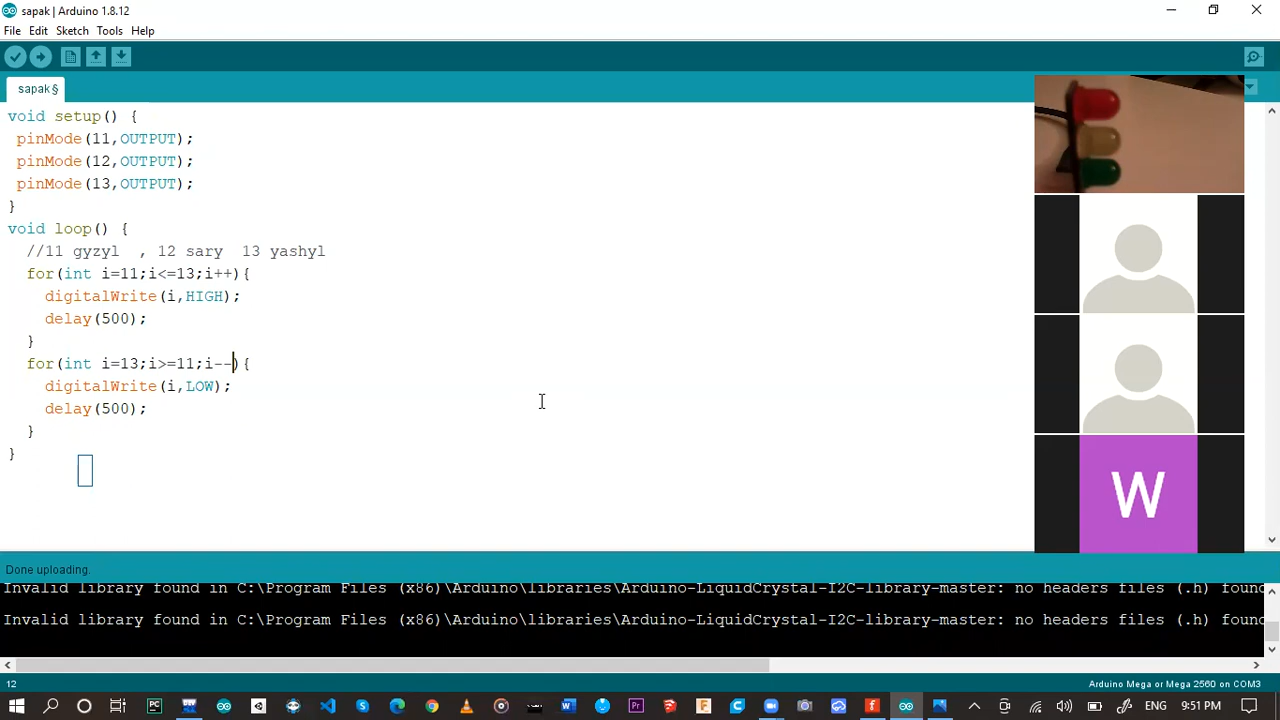 sapak | Arduino 1.8.12
File Edit Sketch Tools Help
sapak §
void setup() {
pinMode(11,OUTPUT);
pinMode(12,OUTPUT);
pinMode(13,OUTPUT);
}
void loop() {
//11 gyzyl  , 12 sary  13 yashyl
for(int i=11;i<=13;i++){
digitalWrite(i,HIGH);
delay(500);
}
for(int i=13;i>=11;i--){
digitalWrite(i,LOW);
delay(500);
}
}
W
Done uploading.
Invalid library found in C:\Program Files (x86)\Arduino\libraries\Arduino-LiquidCrystal-I2C-library-master: no headers files (.h) found
Invalid library found in C:\Program Files (x86)\Arduino\libraries\Arduino-LiquidCrystal-I2C-library-master: no headers files (.h) found
12
Arduino Mega or Mega 2560 on COM3
ENG 9:51 PM